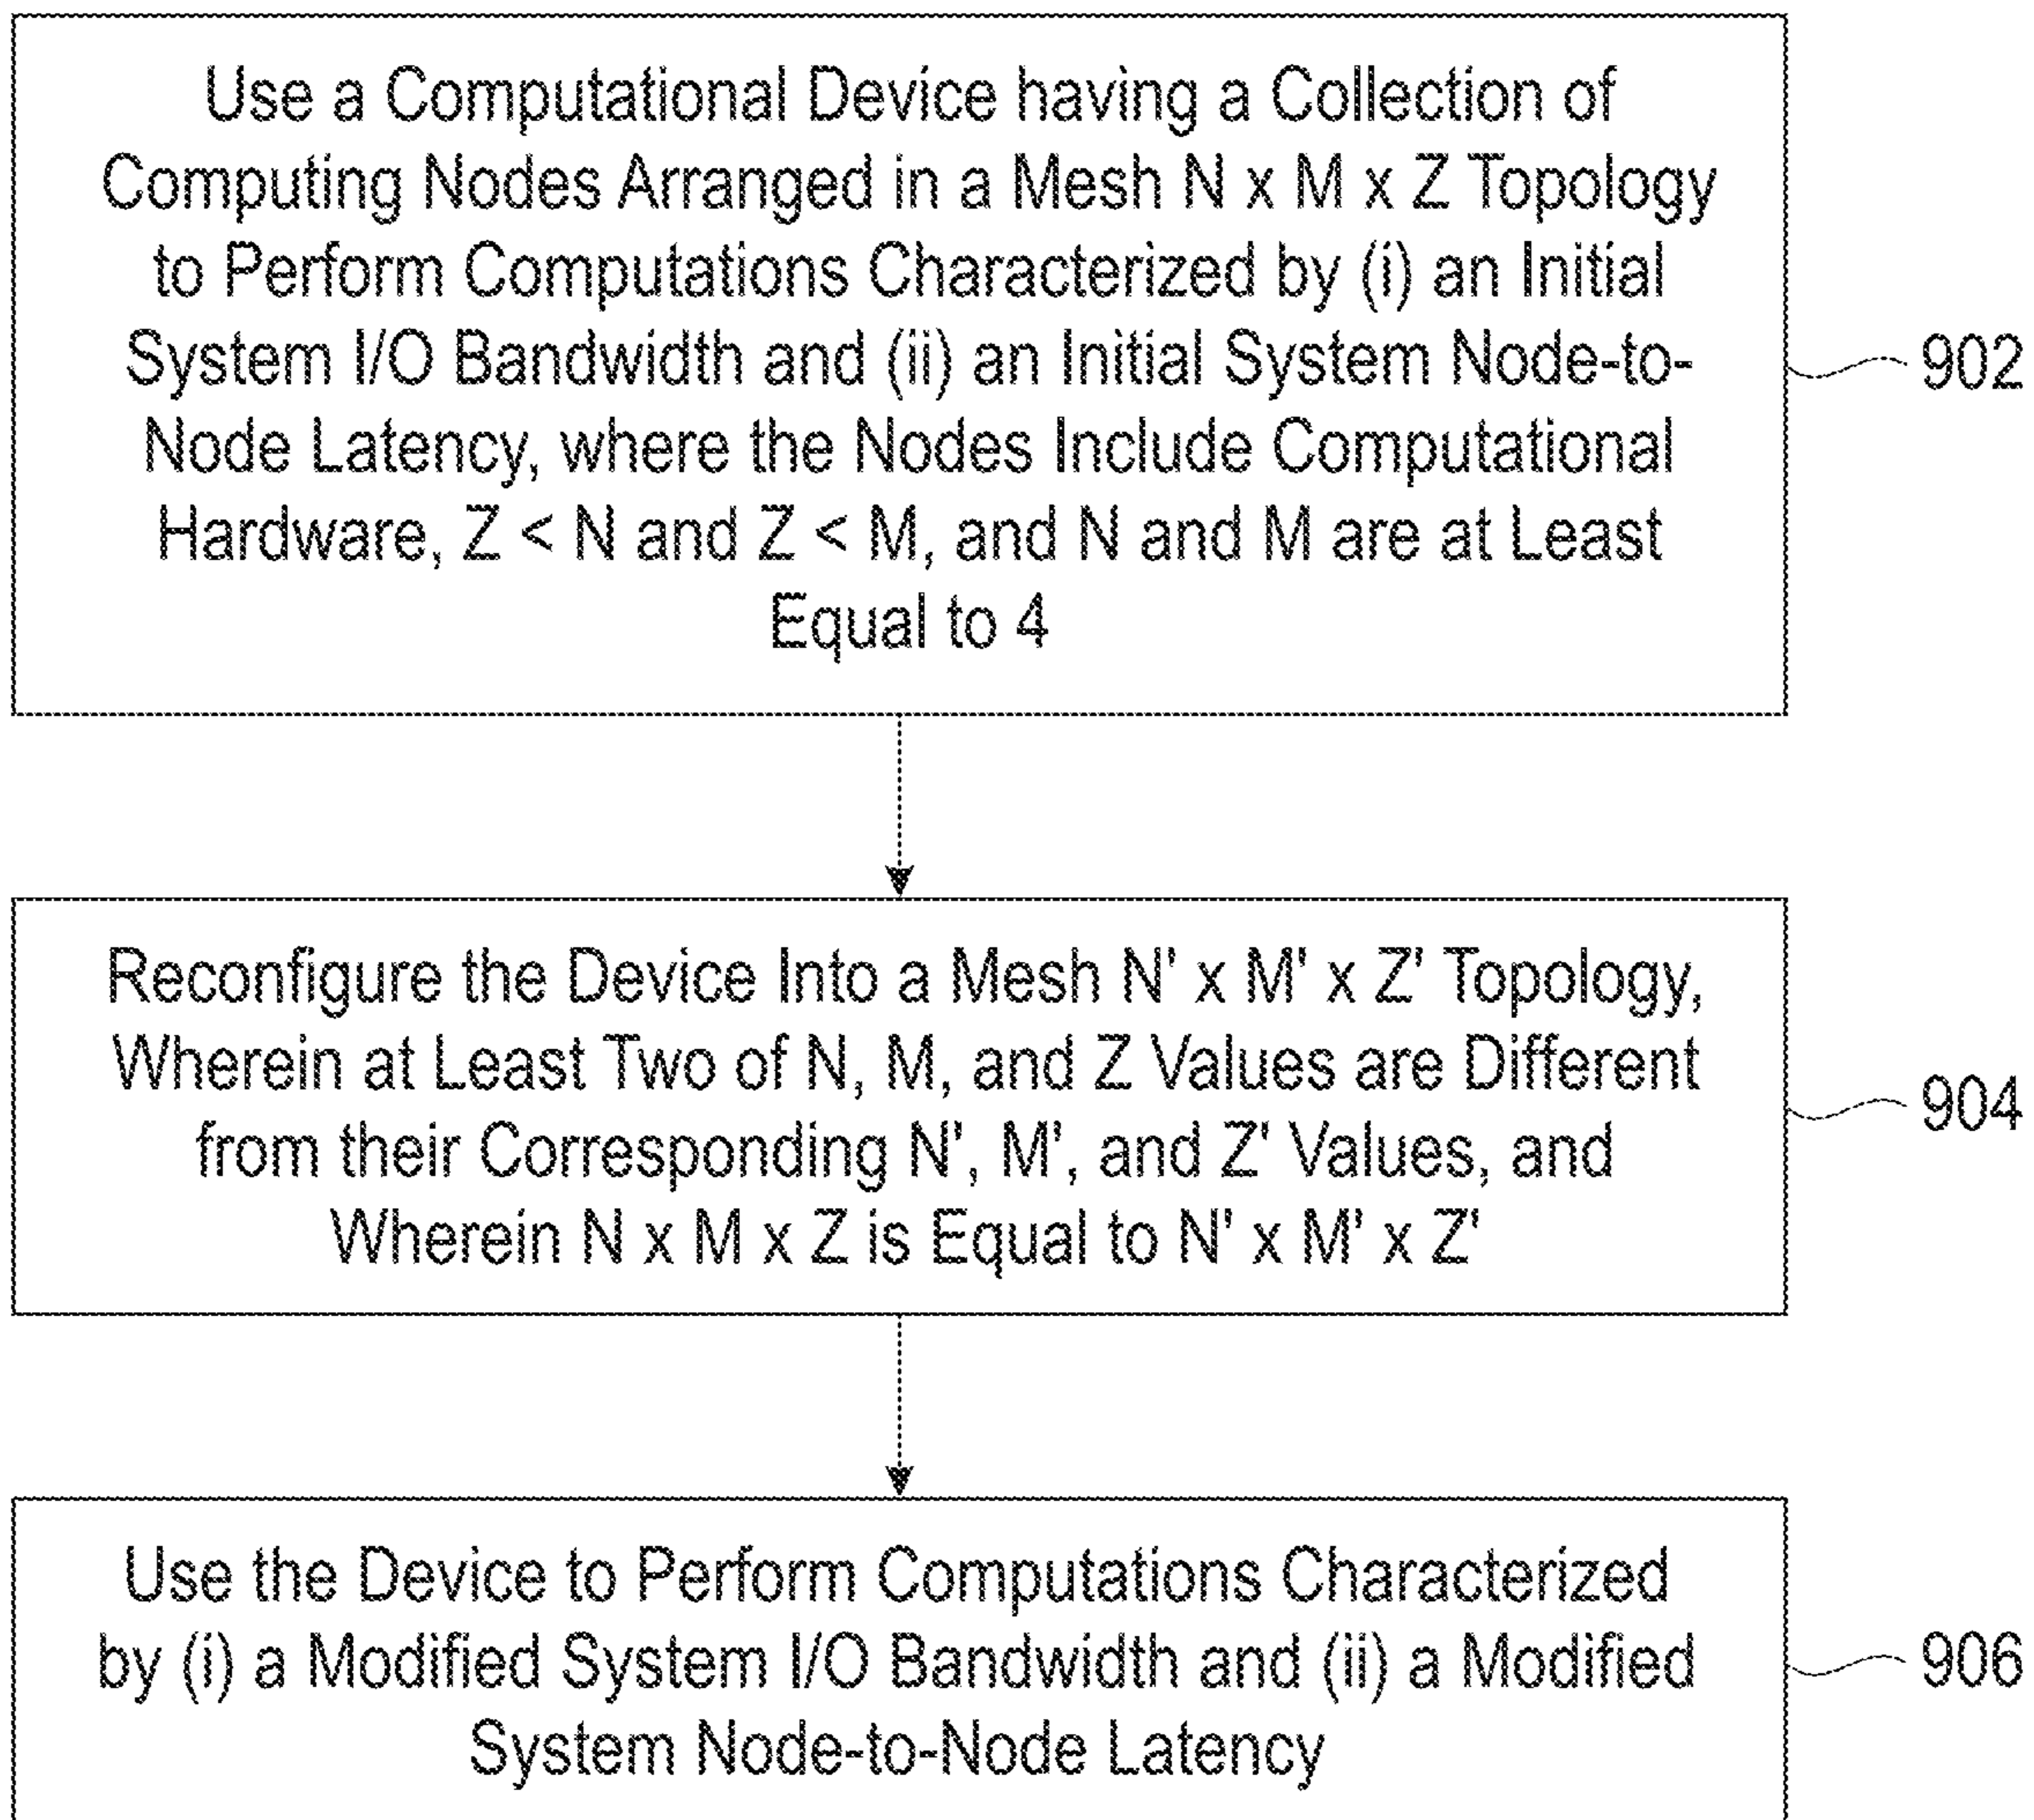 Use a Computational Device having a Collection of
Computing Nodes Arranged in a Mesh N x M x Z Topology
to Perform Computations Characterized by (i) an Initial
System I/O Bandwidth and (ii) an Initial System Node-to-
Node Latency, where the Nodes Include Computational
Hardware, Z < N and Z < M, and N and M are at Least
Equal to 4
902
Reconfigure the Device Into a Mesh N' x M' x Z' Topology,
Wherein at Least Two of N, M, and Z Values are Different
from their Corresponding N', M', and Z' Values, and
Wherein N x M x Z is Equal to N' x M' x Z'
904
Use the Device to Perform Computations Characterized
by (i) a Modified System I/O Bandwidth and (ii) a Modified
System Node-to-Node Latency
906